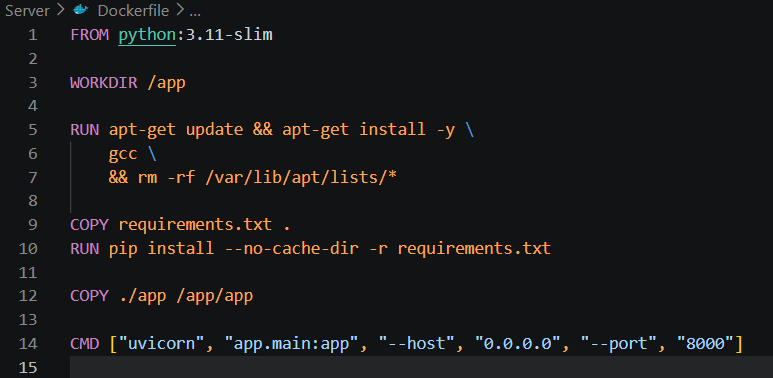 Server > Dockerfile > ...
1 FROM python:3.11-slim
2
3 WORKDIR /app
4
5 RUN apt-get update && apt-get install -y \
6     gcc \
7     && rm -rf /var/lib/apt/lists/*
8
9 COPY requirements.txt .
10 RUN pip install --no-cache-dir -r requirements.txt
11
12 COPY ./app /app/app
13
14 CMD ["uvicorn", "app.main:app", "--host", "0.0.0.0", "--port", "8000"]
15